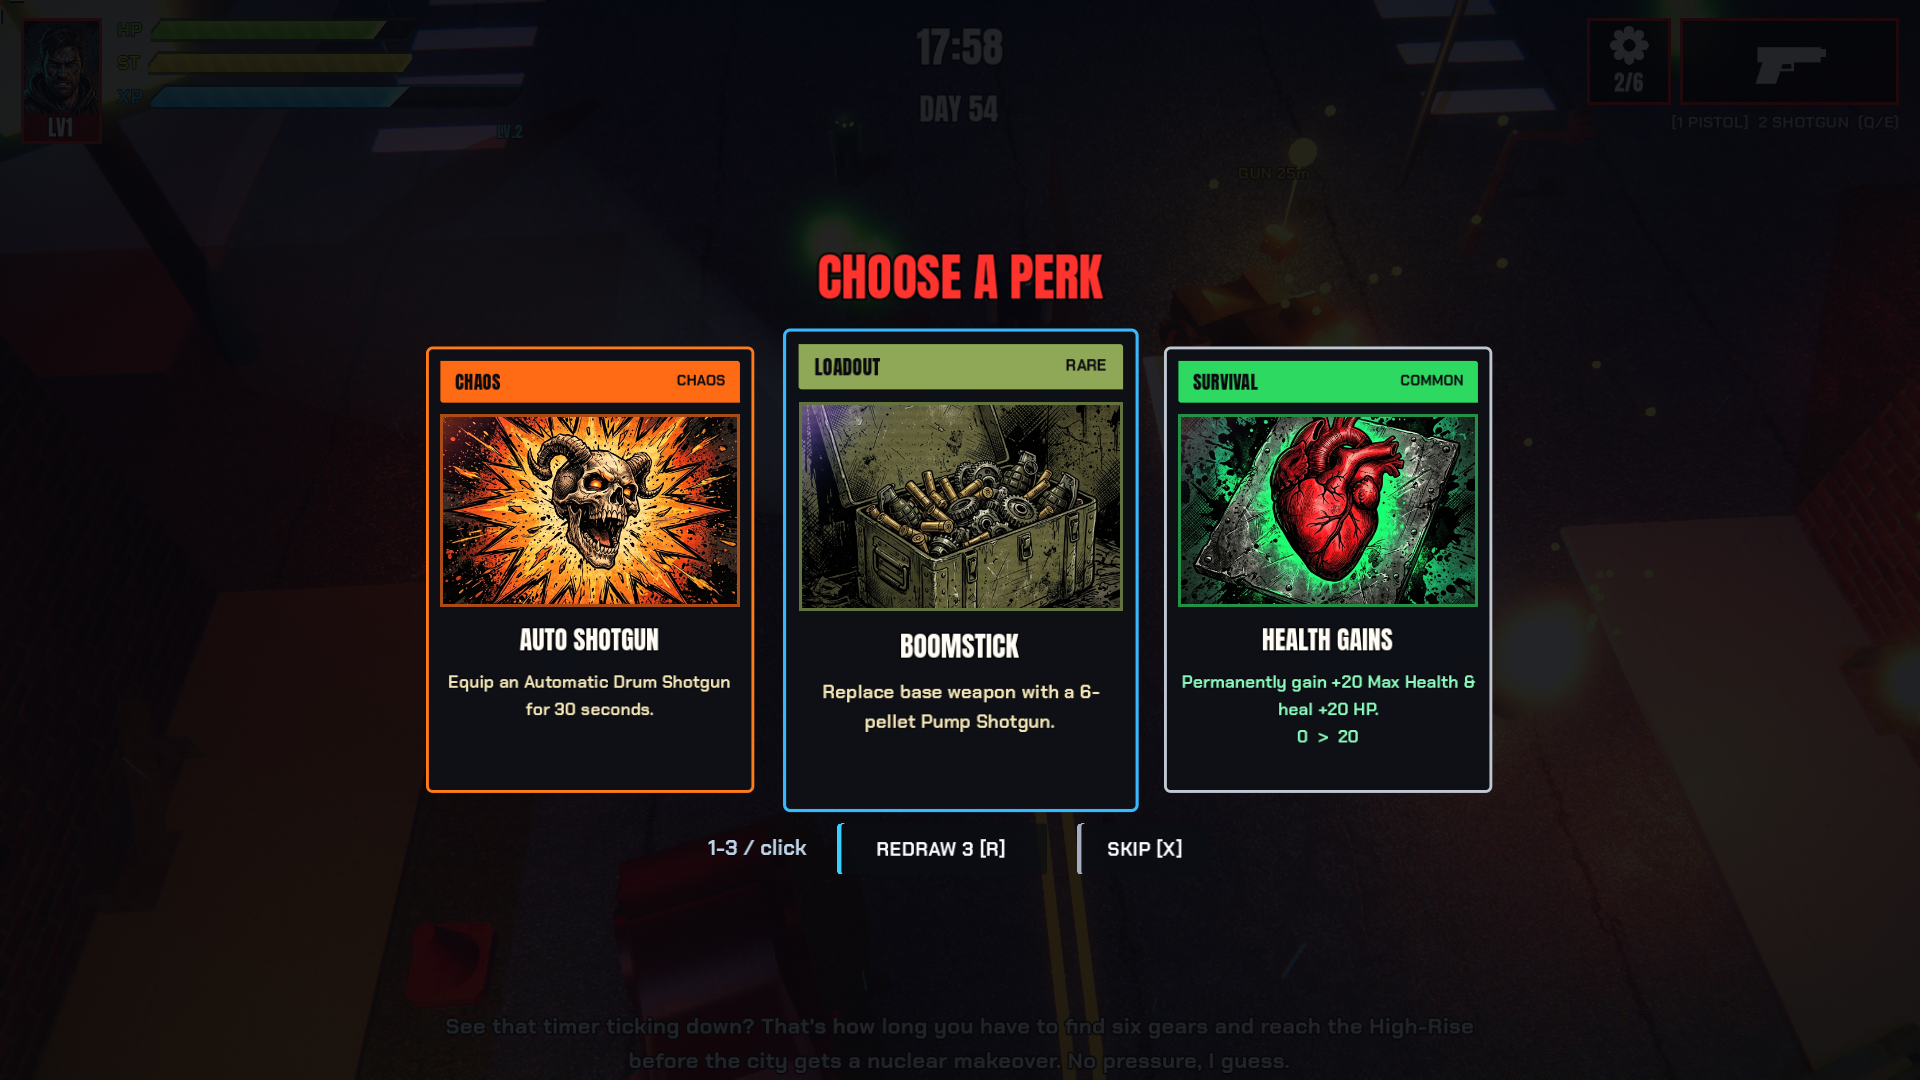 HP
ST
XP
LV1
LV.2
17:58
DAY 54
2/6
[1 PISTOL] 2 SHOTGUN (Q/E)
GUN 25m
CHOOSE A PERK
CHAOS
CHAOS
AUTO SHOTGUN
Equip an Automatic Drum Shotgun
for 30 seconds.
LOADOUT
RARE
BOOMSTICK
Replace base weapon with a 6-
pellet Pump Shotgun.
SURVIVAL
COMMON
HEALTH GAINS
Permanently gain +20 Max Health &
heal +20 HP.
0 > 20
1-3 / click
REDRAW 3 [R]
SKIP [X]
See that timer ticking down? That's how long you have to find six gears and reach the High-Rise
before the city gets a nuclear makeover. No pressure, I guess.